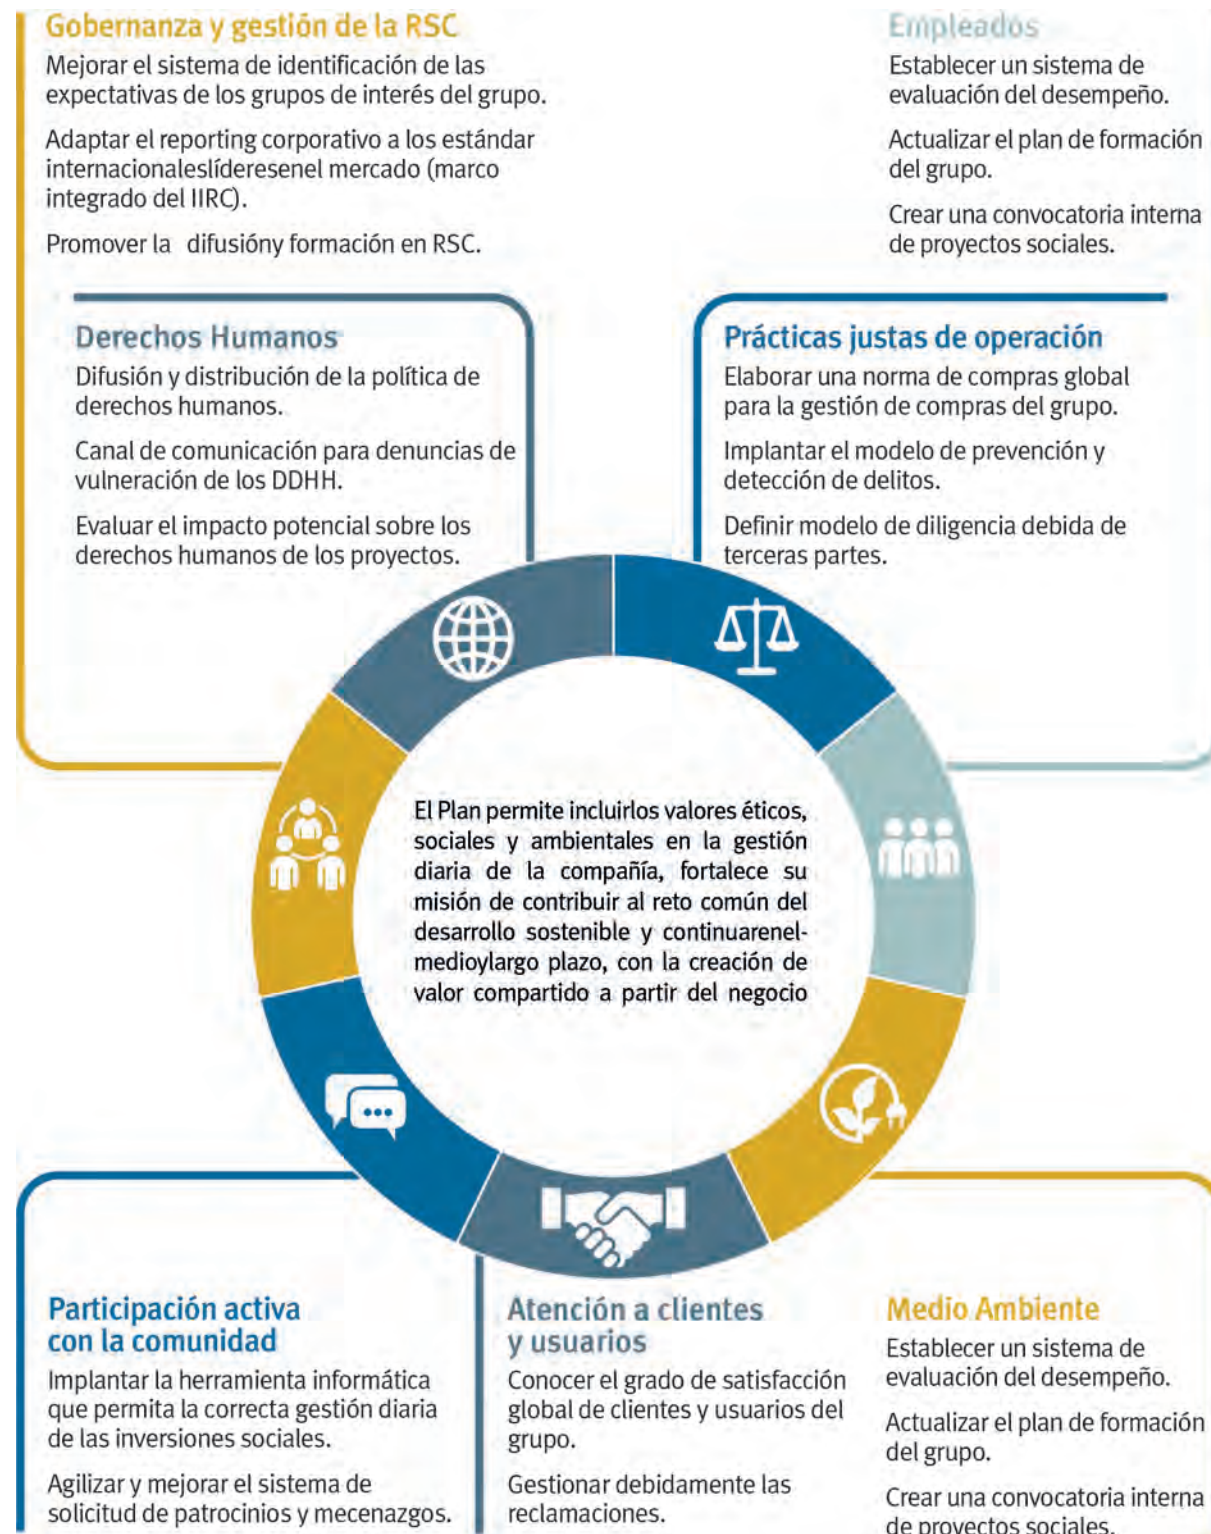 Gobernanza y gestión de la RSC
Mejorar el sistema de identificación de las
expectativas de los grupos de interés del grupo.
Adaptar el reporting corporativo a los estándar
internacionaleslíderesenel mercado (marco
integrado del IIRC).
Promover la difusióny formación en RSC.
Empleados
Establecer un sistema de
evaluación del desempeño.
Actualizar el plan de formación
del grupo.
Crear una convocatoria interna
de proyectos sociales.
Derechos Humanos
Difusión y distribución de la política de
derechos humanos.
Canal de comunicación para denuncias de
vulneración de los DDHH.
Evaluar el impacto potencial sobre los
derechos humanos de los proyectos.
Prácticas justas de operación
Elaborar una norma de compras global
para la gestión de compras del grupo.
Implantar el modelo de prevención y
detección de delitos.
Definir modelo de diligencia debida de
terceras partes.
El Plan permite incluirlos valores éticos,
sociales y ambientales en la gestión
diaria de la compañía, fortalece su
misión de contribuir al reto común del
desarrollo sostenible y continuarenel-
medioylargo plazo, con la creación de
valor compartido a partir del negocio
Participación activa
con la comunidad
Implantar la herramienta informática
que permita la correcta gestión diaria
de las inversiones sociales.
Agilizar y mejorar el sistema de
solicitud de patrocinios y mecenazgos.
Atención a clientes
y usuarios
Conocer el grado de satisfacción
global de clientes y usuarios del
grupo.
Gestionar debidamente las
reclamaciones.
Medio Ambiente
Establecer un sistema de
evaluación del desempeño.
Actualizar el plan de formación
del grupo.
Crear una convocatoria interna
de proyectos sociales.